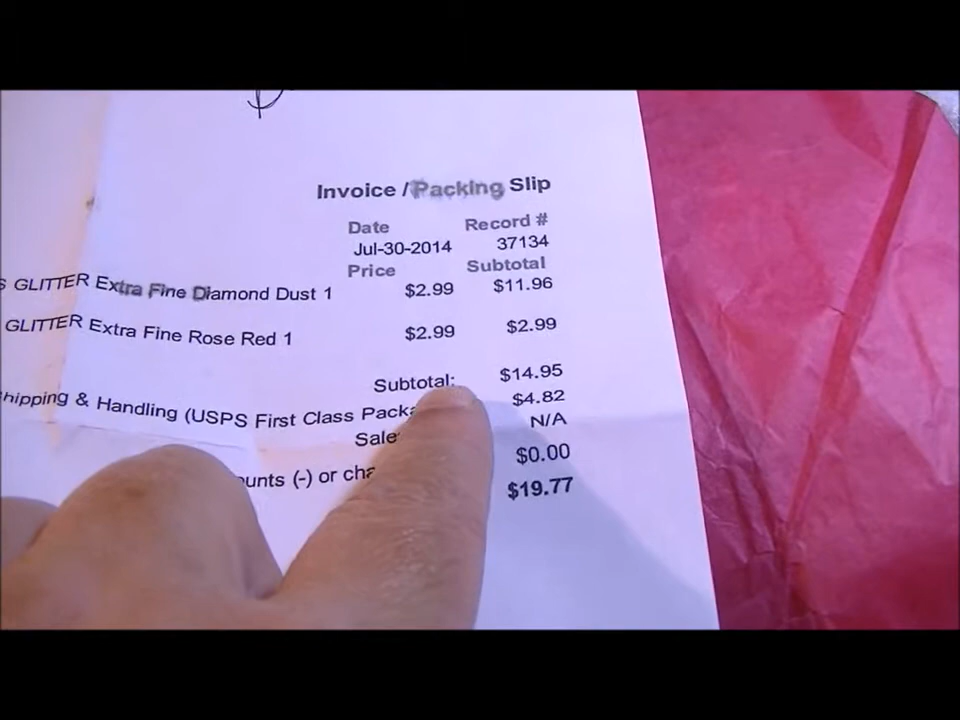 Invoice / Packing Slip
Date Record #
Jul-30-2014 37134
Price Subtotal
S GLITTER Extra Fine Diamond Dust 1 $2.99 $11.96
GLITTER Extra Fine Rose Red 1 $2.99 $2.99
Subtotal: $14.95
hipping & Handling (USPS First Class Packa $4.82
Sale N/A
ounts (-) or cha $0.00
$19.77